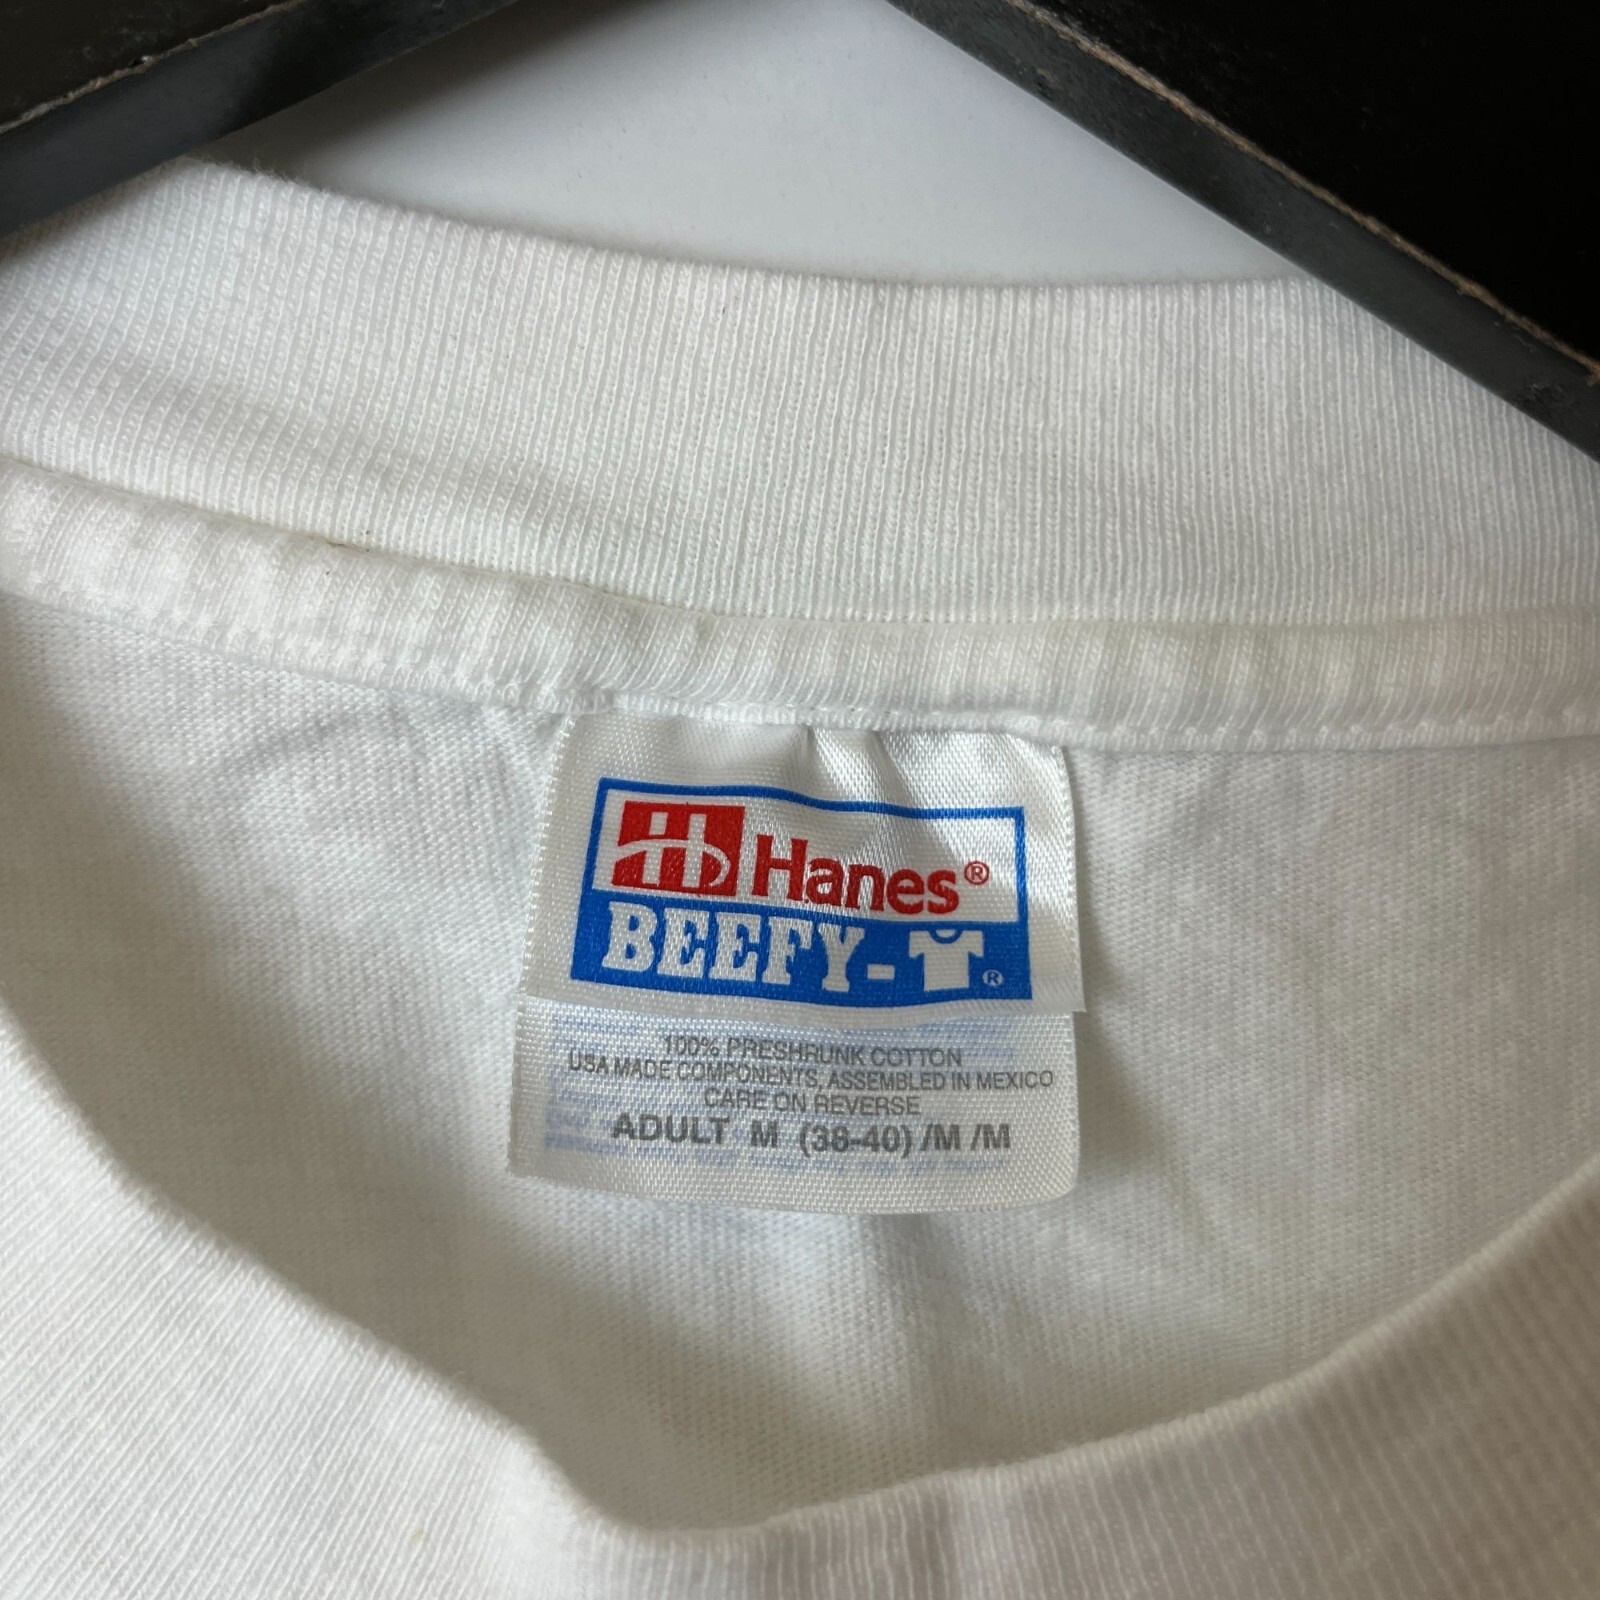 Hanes®
BEEFY-T®
100% PRESHRUNK COTTON
USA MADE COMPONENTS, ASSEMBLED IN MEXICO
CARE ON REVERSE
ADULT M (38-40) /M /M